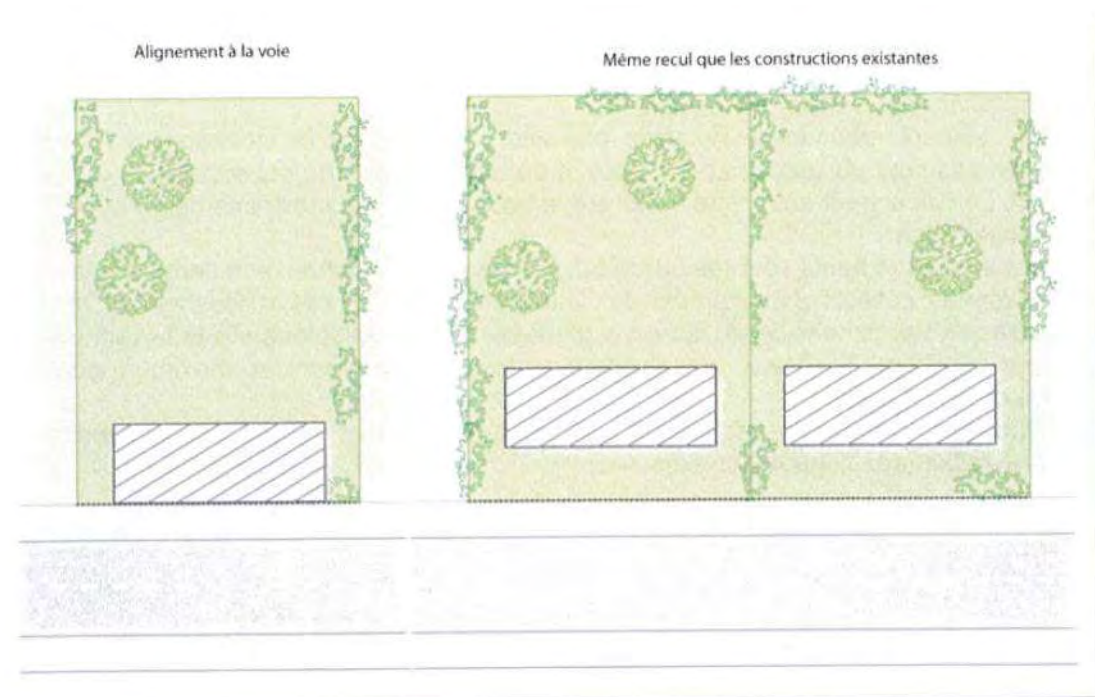 Alignement à la voie
Même recul que les constructions existantes